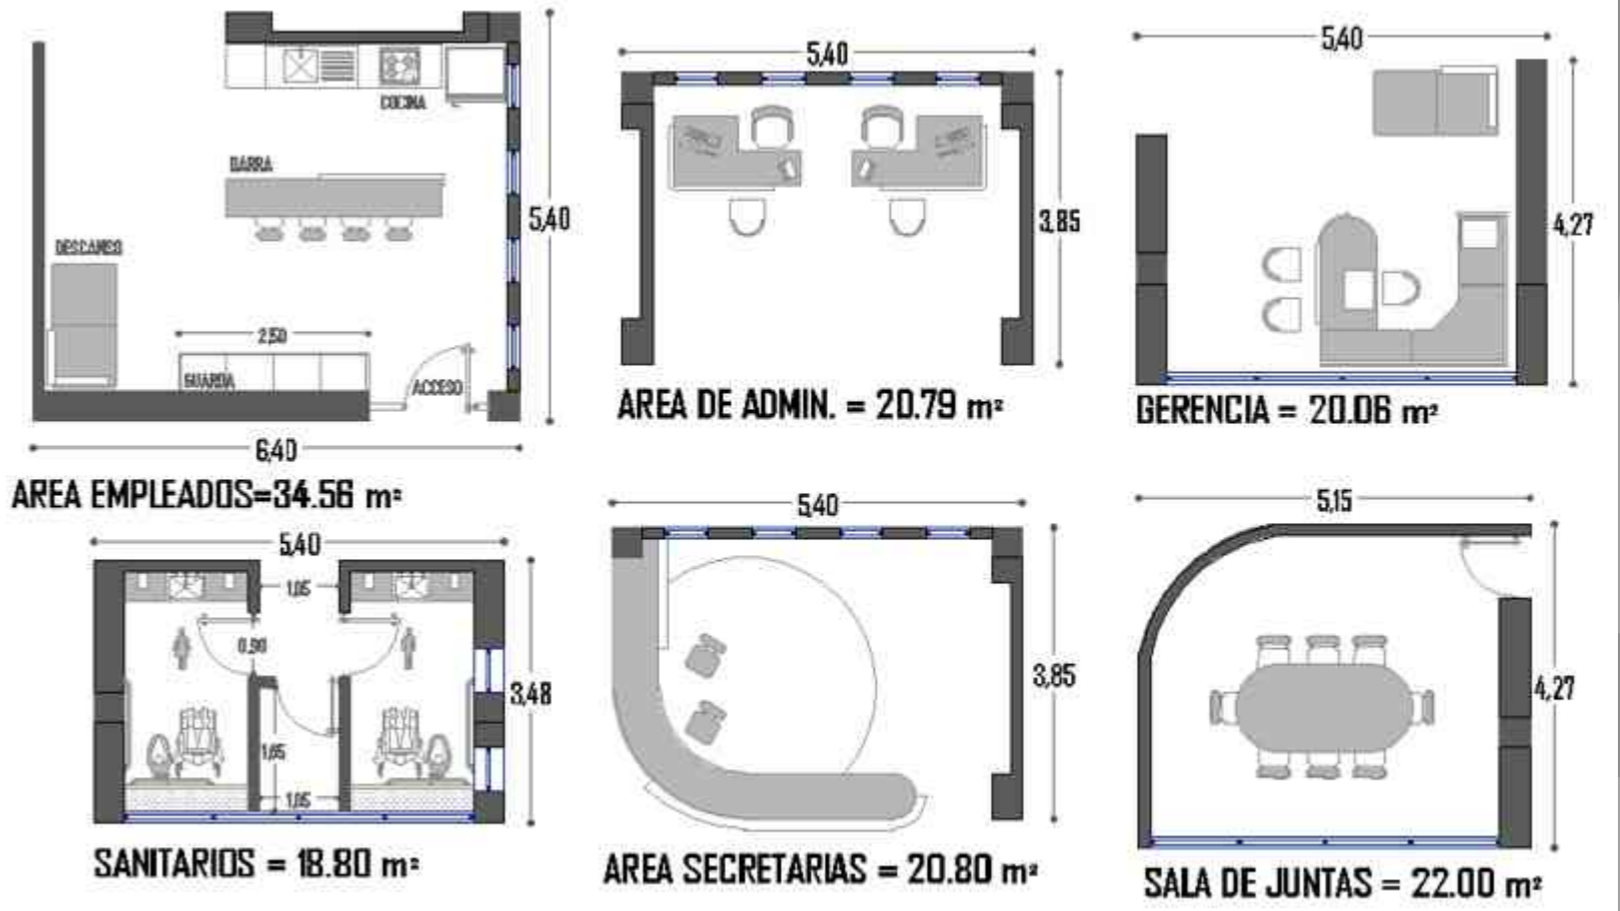 5,40
COCINA
BARRA
DESCANSO
2,50
GUARDA
ACCESO
5,40
6,40
AREA EMPLEADOS=34.56 m²
5,40
3,85
AREA DE ADMIN. = 20.79 m²
5,40
4,27
GERENCIA = 20.06 m²
5,40
1,05
0,90
1,65
1,05
3,48
SANITARIOS = 18.80 m²
5,40
3,85
AREA SECRETARIAS = 20.80 m²
5,15
4,27
SALA DE JUNTAS = 22.00 m²